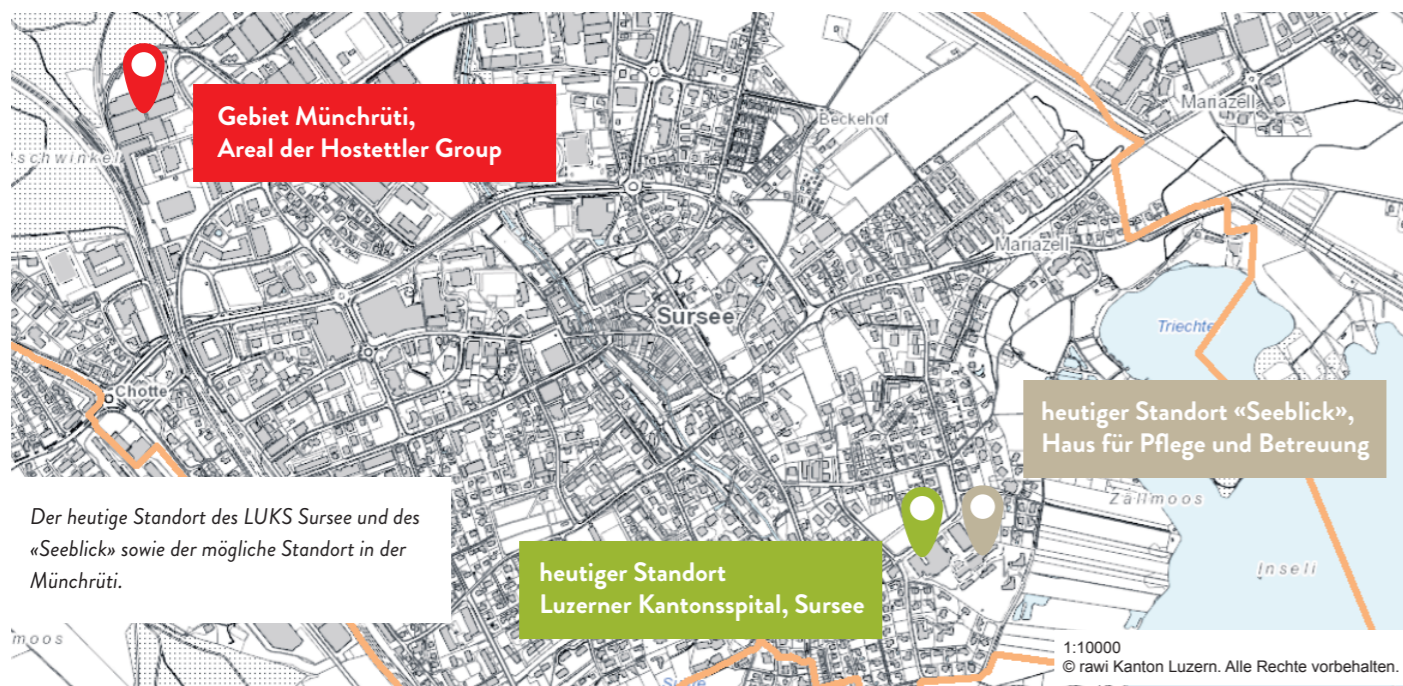 Gebiet Münchrüti,
Areal der Hostettler Group
Beckehof
Mariazell
tschwinkel
Mariazell
Sursee
Triechte
Chotte
heutiger Standort «Seeblick»,
Haus für Pflege und Betreuung
Zällmoos
Der heutige Standort des LUKS Sursee und des
«Seeblick» sowie der mögliche Standort in der
Münchrüti.
heutiger Standort
Luzerner Kantonsspital, Sursee
Inseli
moos
1:10000
© rawi Kanton Luzern. Alle Rechte vorbehalten.